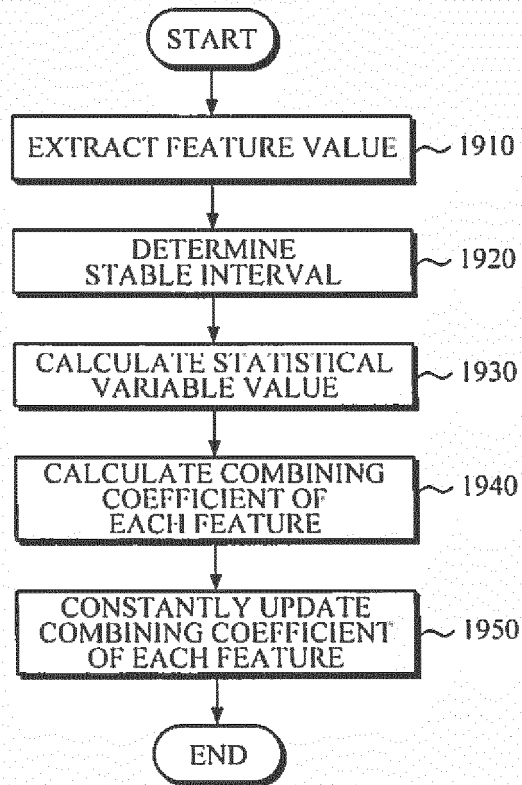 START
EXTRACT FEATURE VALUE
1910
DETERMINE
STABLE INTERVAL
1920
CALCULATE STATISTICAL
VARIABLE VALUE
1930
CALCULATE COMBINING
COEFFICIENT OF
EACH FEATURE
1940
CONSTANTLY UPDATE
COMBINING COEFFICIENT
OF EACH FEATURE
1950
END